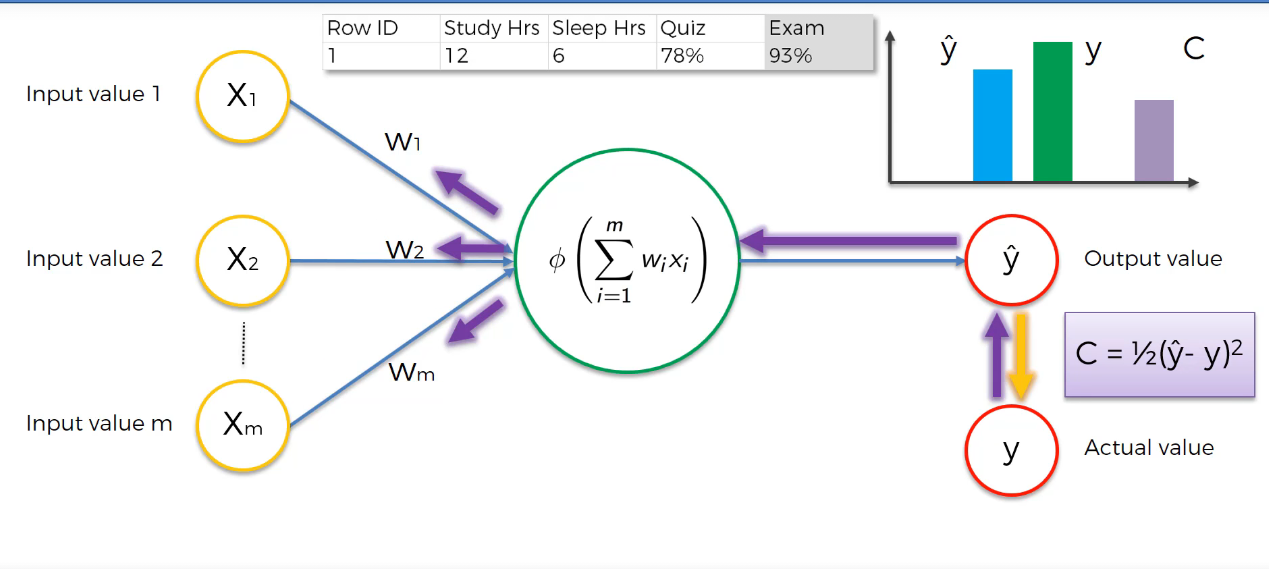 Row ID Study Hrs Sleep Hrs Quiz Exam
1 12 6 78% 93%
ŷ y C
Input value 1 X₁
W₁
Input value 2 X₂ W₂ ϕ(∑ᵢ₌₁ᵐ wᵢxᵢ) ŷ Output value
C = ½(ŷ- y)²
Wm
Input value m Xm
y Actual value